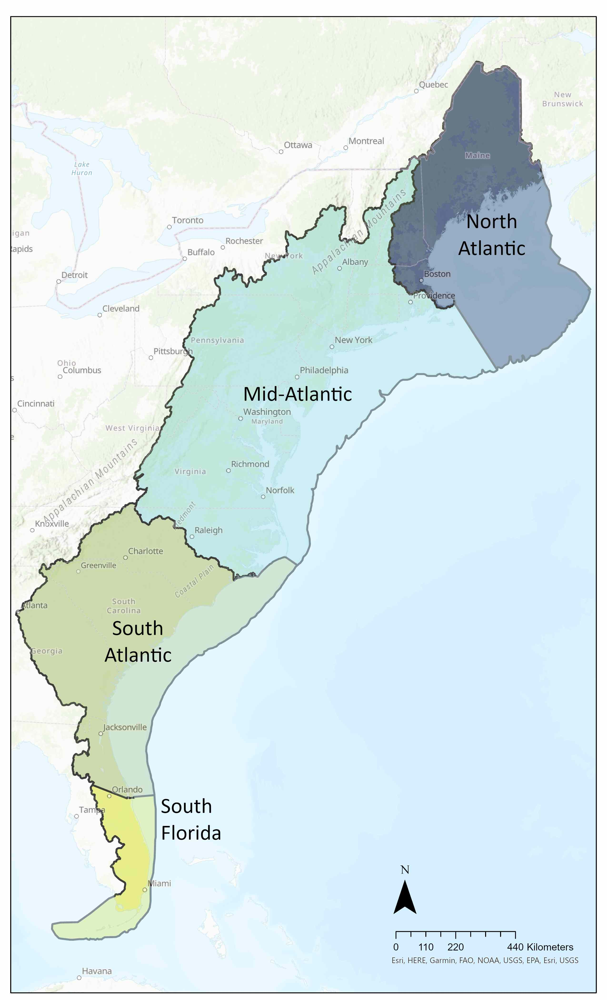 Quebec
New
Brunswick
Ottawa
Montreal
Maine
Lake
Huron
Appalachian Mountains
Toronto
North
Atlantic
igan
Rapids
Rochester
Buffalo
New York
Albany
Detroit
Boston
Providence
Cleveland
Pennsylvania
New York
Pittsburgh
Ohio
Columbus
Philadelphia
s
Mid-Atlantic
Cincinnati
Washington
Maryland
West Virginia
e
Appalachian Mountains
Richmond
Virginia
Norfolk
Piedmont
Knoxville
Raleigh
Charlotte
Greenville
Coastal Plain
Atlanta
South
Carolina
South
Atlantic
Georgia
Jacksonville
Orlando
South
Florida
Tampa
Miami
N
0 110 220 440 Kilometers
Esri, HERE, Garmin, FAO, NOAA, USGS, EPA, Esri, USGS
Havana